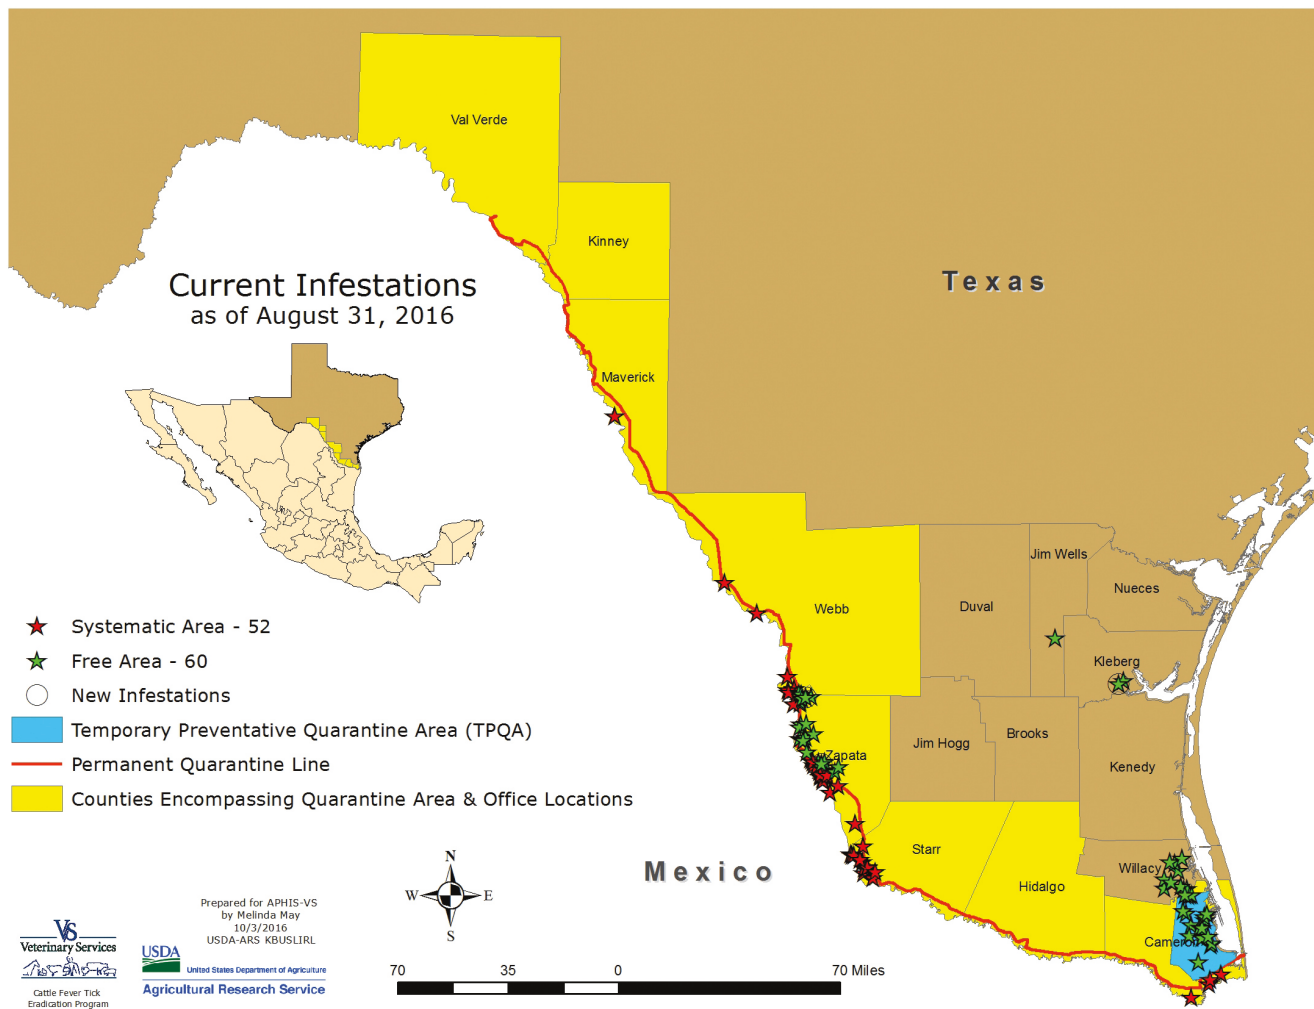 Val Verde
Kinney
Texas
Current Infestations
as of August 31, 2016
Maverick
Jim Wells
Nueces
Webb
Duval
Kleberg
Systematic Area - 52
Free Area - 60
New Infestations
Temporary Preventative Quarantine Area (TPQA)
Permanent Quarantine Line
Counties Encompassing Quarantine Area & Office Locations
Zapata
Jim Hogg
Brooks
Kenedy
Starr
Mexico
Hidalgo
Willacy
Cameron
N
W
E
S
Prepared for APHIS-VS
by Melinda May
10/3/2016
USDA-ARS KBUSLIRL
VS
Veterinary Services
Cattle Fever Tick
Eradication Program
USDA
United States Department of Agriculture
Agricultural Research Service
70 35 0 70 Miles